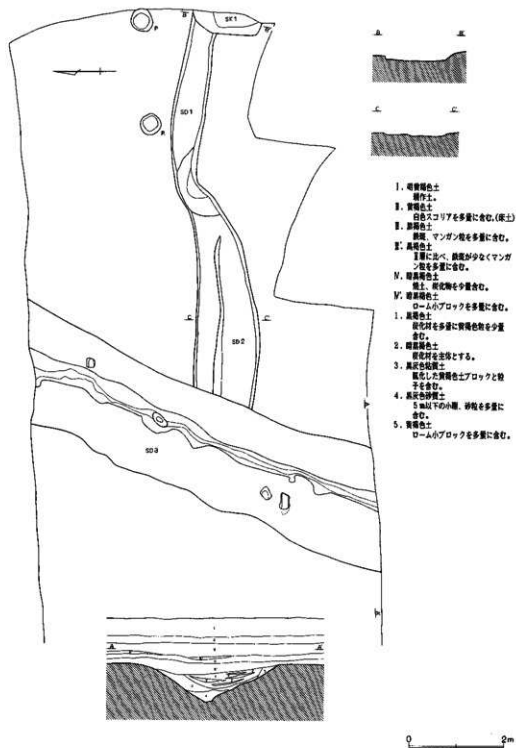 B
SK1
B'
P₁
SD1
P₂
C
C'
SD2
SD3
A'
A
B
B'
C
C'
Ⅰ. 暗黄褐色土
耕作土。
Ⅱ. 黄褐色土
白色スコリアを多量に含む。(床土)
Ⅲ. 黒褐色土
鉄斑、マンガン粒を多量に含む。
Ⅲ'. 黒褐色土
Ⅲ層に比べ、鉄斑が少なくマンガ
ン粒を多量に含む。
Ⅳ. 暗黒褐色土
焼土、炭化物を少量含む。
Ⅳ'. 暗黒褐色土
ローム小ブロックを多量に含む。
1. 黒褐色土
炭化材を多量に黄褐色粒を少量
含む。
2. 暗黒褐色土
炭化材を主体とする。
3. 黒灰色粘質土
風化した黄褐色土ブロックと粒
子を含む。
4. 黒灰色砂質土
5m以下の小礫、砂粒を多量に
含む。
5. 黄褐色土
ローム小ブロックを多量に含む。
A
A'
0
2m